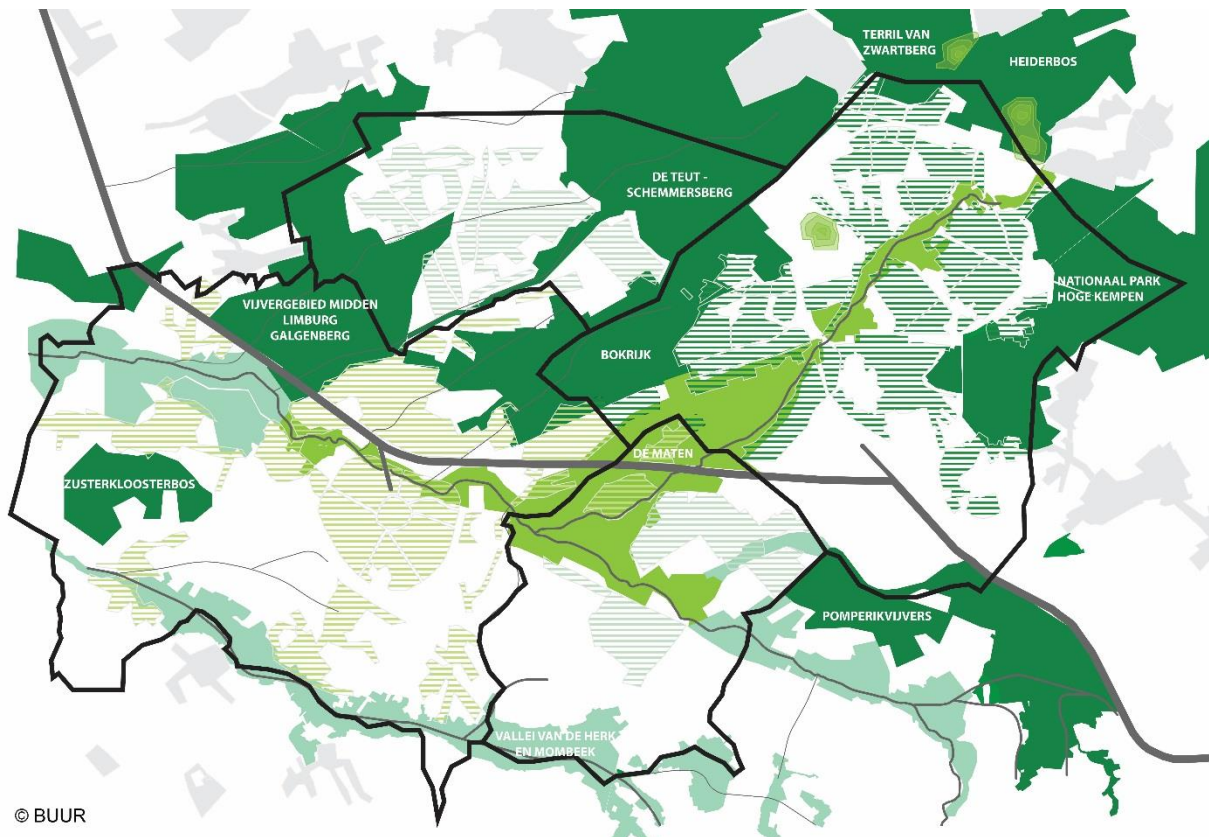 TERRIL VAN
ZWARTBERG
HEIDERBOS
DE TEUT -
SCHEMMERSBERG
NATIONAAL PARK
HOGE KEMPEN
VIJVERGEBIED MIDDEN
LIMBURG
GALGENBERG
BOKRIJK
DE MATEN
ZUSTERKLOOSTERBOS
POMPERIKVIJVERS
VALLEI VAN DE HERK
EN MOMBEEK
© BUUR